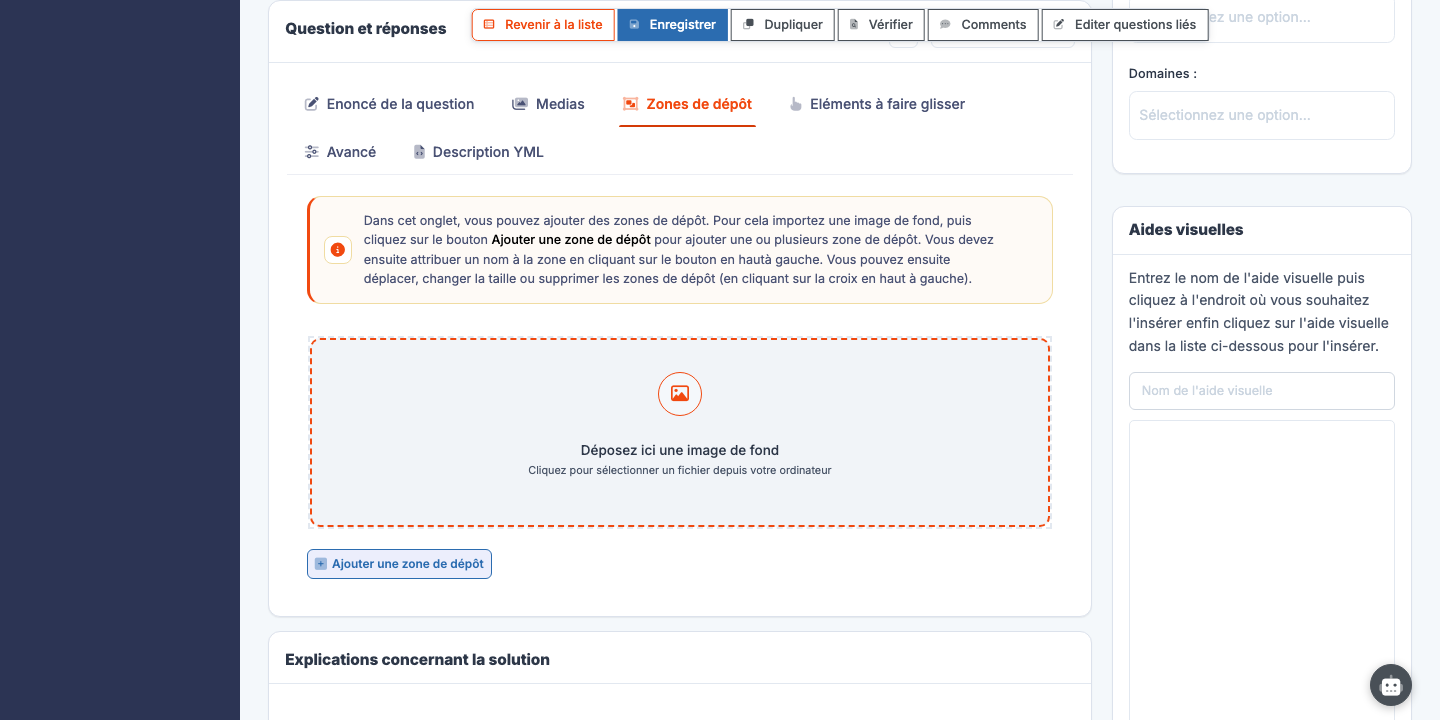 Question et réponses
Revenir à la liste
Enregistrer
Dupliquer
Vérifier
Comments
Editer questions liés
Enoncé de la question
Medias
Zones de dépôt
Eléments à faire glisser
Avancé
Description YML
Dans cet onglet, vous pouvez ajouter des zones de dépôt. Pour cela importez une image de fond, puis
cliquez sur le bouton Ajouter une zone de dépôt pour ajouter une ou plusieurs zone de dépôt. Vous devez
ensuite attribuer un nom à la zone en cliquant sur le bouton en hautà gauche. Vous pouvez ensuite
déplacer, changer la taille ou supprimer les zones de dépôt (en cliquant sur la croix en haut à gauche).
Déposez ici une image de fond
Cliquez pour sélectionner un fichier depuis votre ordinateur
Ajouter une zone de dépôt
Explications concernant la solution
une option...
Domaines :
Sélectionnez une option...
Aides visuelles
Entrez le nom de l'aide visuelle puis
cliquez à l'endroit où vous souhaitez
l'insérer enfin cliquez sur l'aide visuelle
dans la liste ci-dessous pour l'insérer.
Nom de l'aide visuelle